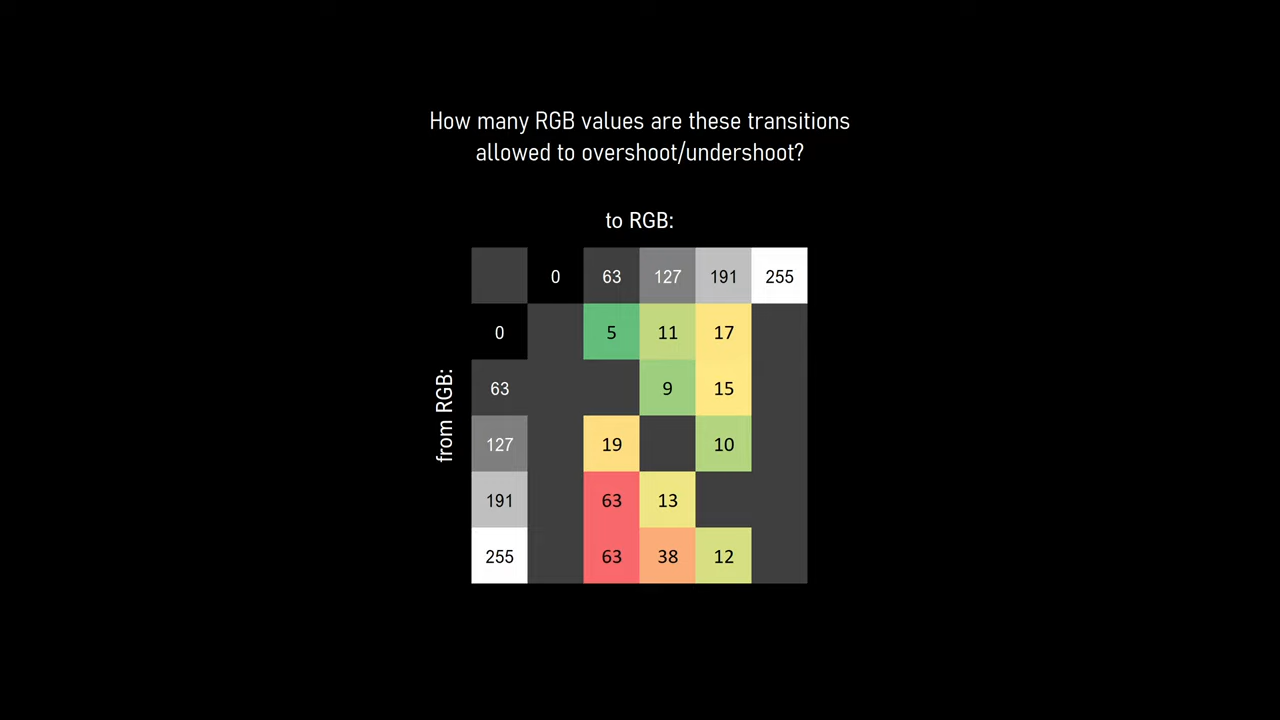 How many RGB values are these transitions
allowed to overshoot/undershoot?
to RGB:
0 63 127 191 255
from RGB:
0 5 11 17
63 9 15
127 19 10
191 63 13
255 63 38 12